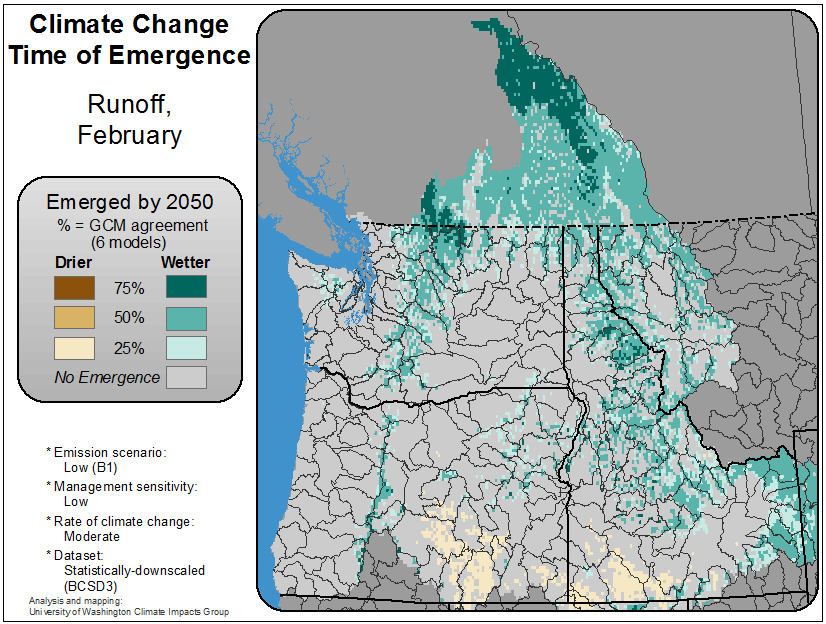 Climate Change
Time of Emergence
Runoff,
February
Emerged by 2050
% = GCM agreement
(6 models)
Drier Wetter
75%
50%
25%
No Emergence
* Emission scenario:
Low (B1)
* Management sensitivity:
Low
* Rate of climate change:
Moderate
* Dataset:
Statistically-downscaled
(BCSD3)
Analysis and mapping:
University of Washington Climate Impacts Group